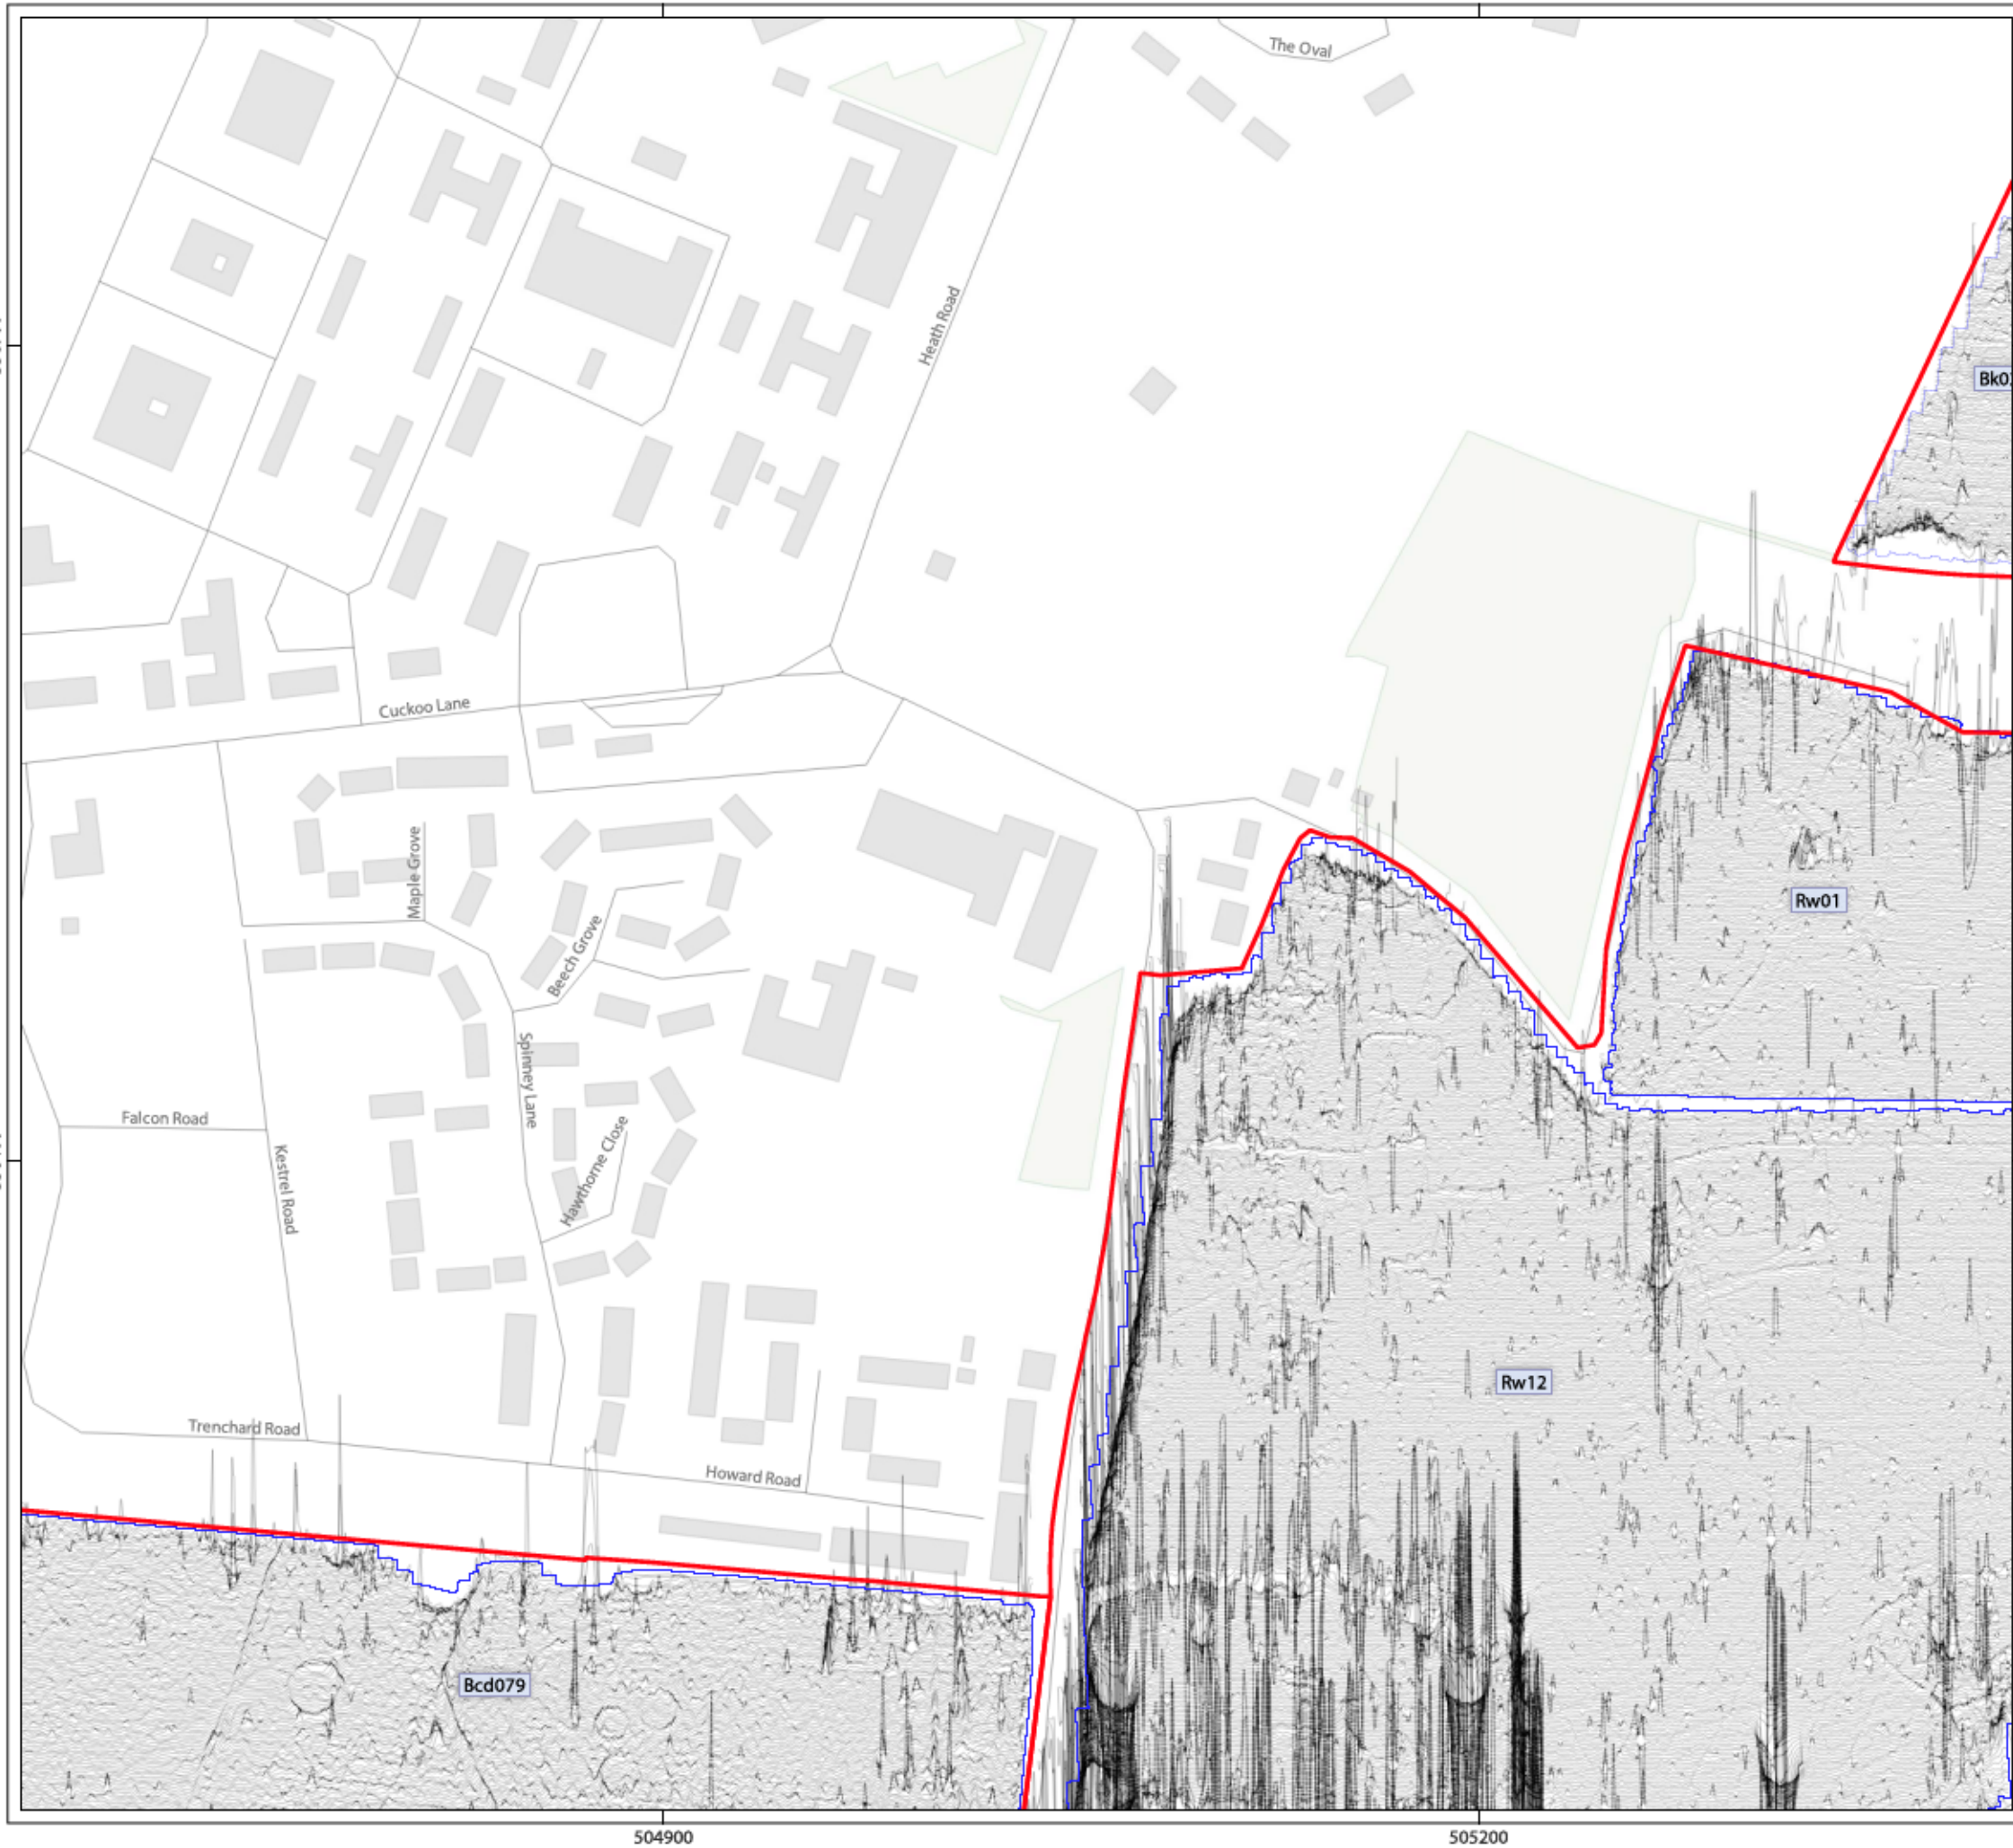 The Oval
Heath Road
Bk0
Cuckoo Lane
Maple Grove
Rw01
Beech Grove
Spinney Lane
Falcon Road
Hawthorne Close
Kestrel Road
Rw12
Trenchard Road
Howard Road
Bcd079
504900
505200